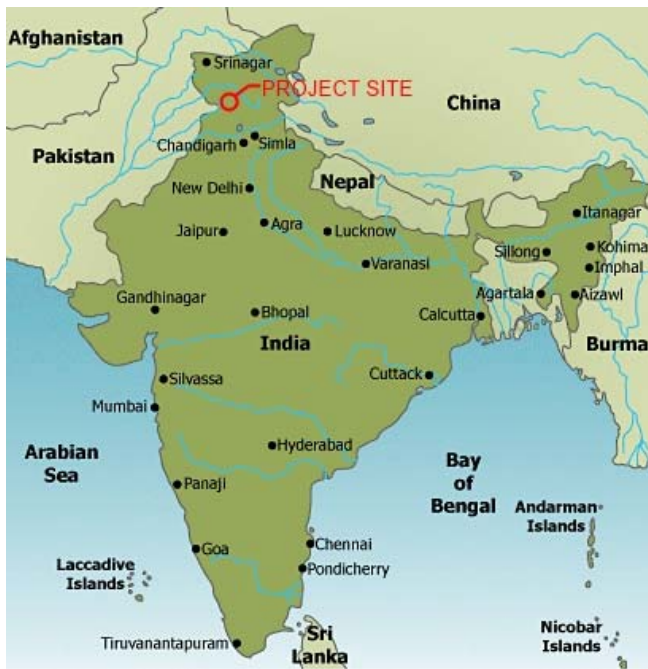 Afghanistan
Srinagar
PROJECT SITE
China
Pakistan
Chandigarh
Simla
Nepal
New Delhi
Itanagar
Jaipur
Agra
Lucknow
Sillong
Kohima
Varanasi
Imphal
Gandhinagar
Agartala
Aizawl
Bhopal
Calcutta
India
Burma
Silvassa
Cuttack
Mumbai
Arabian
Sea
Hyderabad
Bay
of
Bengal
Panaji
Andarman
Islands
Goa
Chennai
Laccadive
Islands
Pondicherry
Tiruvanantapuram
Sri
Lanka
Nicobar
Islands